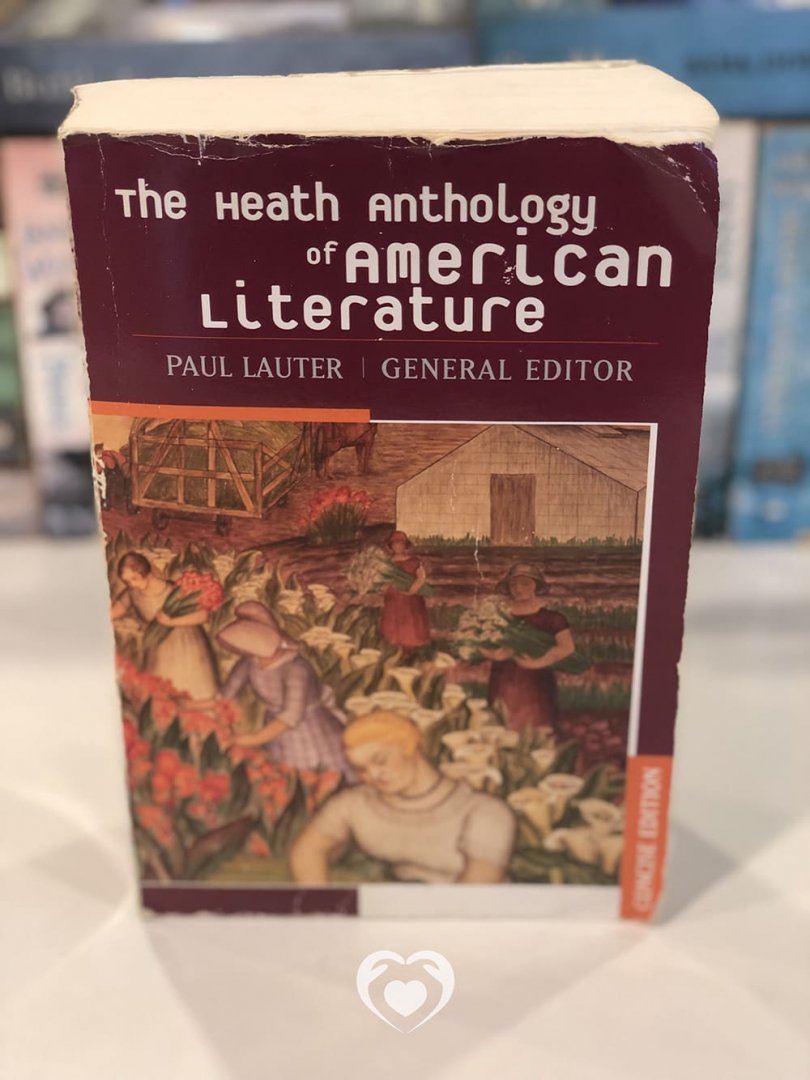 The Heath Anthology
of American
Literature
PAUL LAUTER | GENERAL EDITOR
CONCISE EDITION